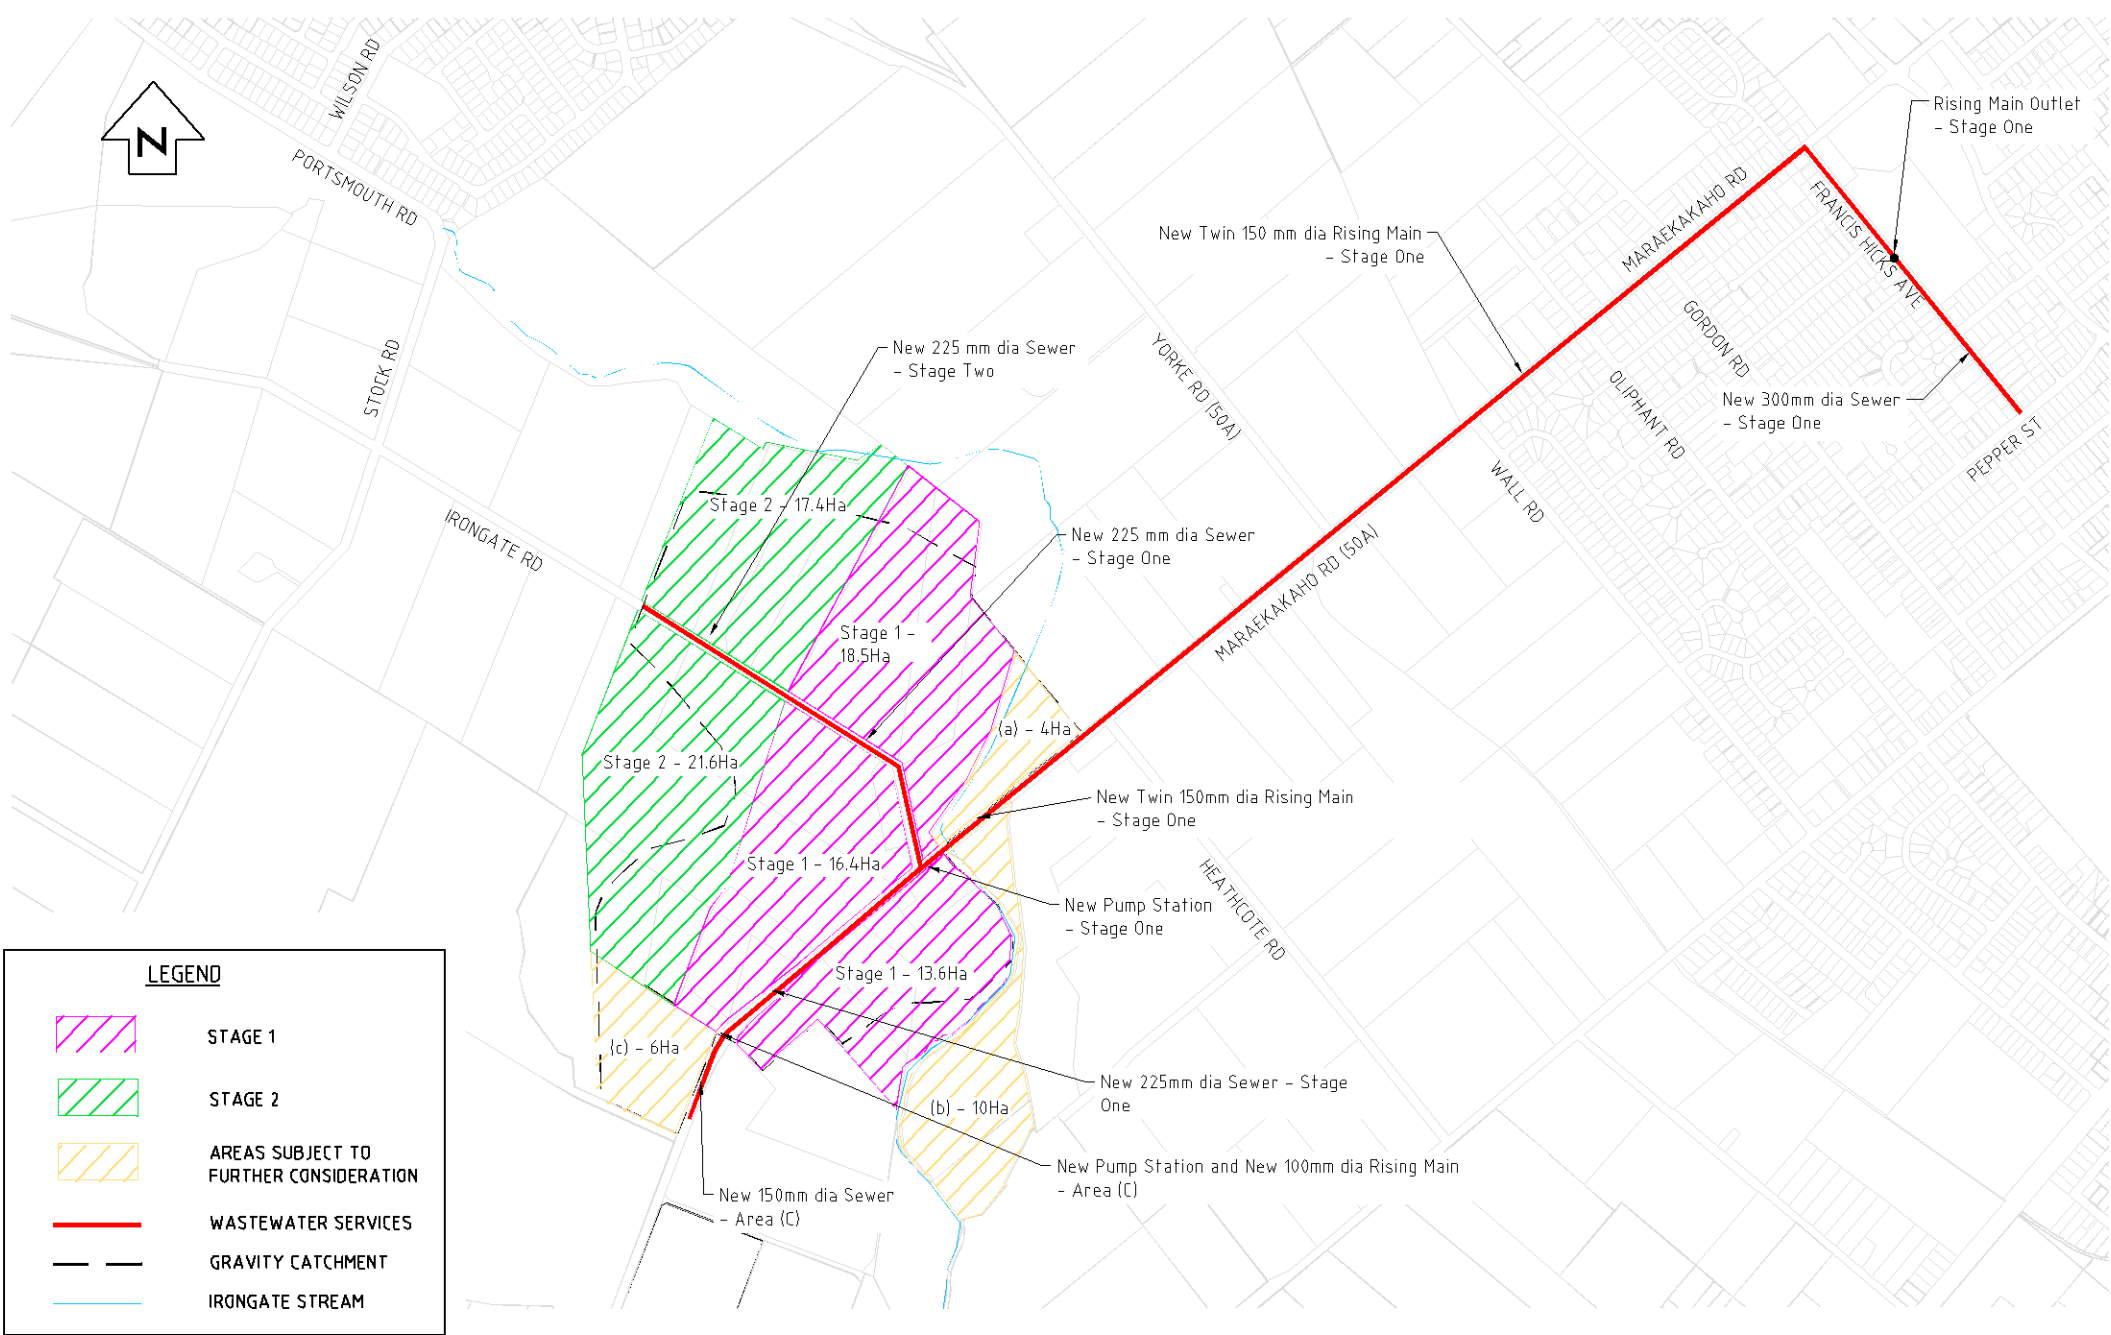 WILSON RD
N
PORTSMOUTH RD
Rising Main Outlet
- Stage One
MARAEKAKAHO RD
FRANCIS HICKS AVE
New Twin 150 mm dia Rising Main
- Stage One
GORDON RD
YORKE RD (50A)
STOCK RD
New 225 mm dia Sewer
- Stage Two
OLIPHANT RD
New 300mm dia Sewer
- Stage One
PEPPER ST
WALL RD
IRONGATE RD
Stage 2 - 17.4Ha
New 225 mm dia Sewer
- Stage One
MARAEKAKAHO RD (50A)
Stage 1 -
18.5Ha
(a) - 4Ha
Stage 2 - 21.6Ha
New Twin 150mm dia Rising Main
- Stage One
Stage 1 - 16.4Ha
HEATHCOTE RD
New Pump Station
- Stage One
Stage 1 - 13.6Ha
(c) - 6Ha
New 225mm dia Sewer - Stage
One
(b) - 10Ha
New Pump Station and New 100mm dia Rising Main
- Area (C)
New 150mm dia Sewer
- Area (C)
LEGEND
STAGE 1
STAGE 2
AREAS SUBJECT TO
FURTHER CONSIDERATION
WASTEWATER SERVICES
GRAVITY CATCHMENT
IRONGATE STREAM